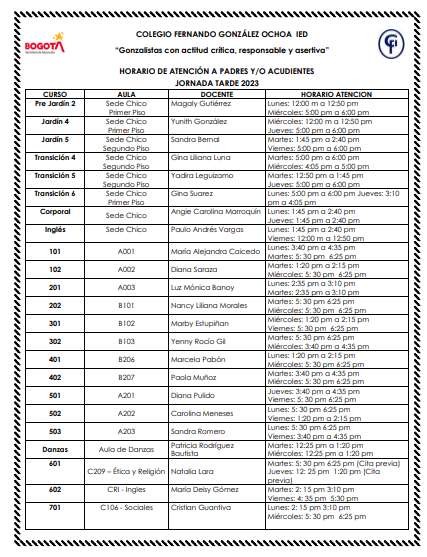 COLEGIO FERNANDO GONZÁLEZ OCHOA IED
BOGOTÁ
"Gonzalistas con actitud crítica, responsable y asertiva"
HORARIO DE ATENCIÓN A PADRES Y/O ACUDIENTES
JORNADA TARDE 2023
CURSO AULA DOCENTE HORARIO ATENCION
Pre Jardín 2 Sede Chico Magaly Gutiérrez Lunes: 12:00 m a 12:50 pm
Primer Piso Miércoles: 5:00 pm a 6:00 pm
Jardín 4 Sede Chico Yunith González Miércoles: 12:00 m a 12:50 pm
Primer Piso Jueves: 5:00 pm a 6:00 pm
Jardín 5 Sede Chico Sandra Bernal Martes: 1:45 pm a 2:40 pm
Segundo Piso Viernes: 5:00 pm a 6:00 pm
Transición 4 Sede Chico Gina Liliana Luna Martes: 5:00 pm a 6:00 pm
Segundo Piso Miércoles: 4:05 pm a 5:00 pm
Transición 5 Sede Chico Yadira Leguizamo Martes: 12:50 pm a 1:45 pm
Segundo Piso Jueves: 5:00 pm a 6:00 pm
Transición 6 Sede Chico Gina Suarez Lunes: 5:00 pm a 6:00 pm Jueves: 3:10
Primer Piso pm a 4:05 pm
Corporal Sede Chico Angie Carolina Marroquín Lunes: 1:45 pm a 2:40 pm
Jueves: 1:45 pm a 2:40 pm
Inglés Sede Chico Paulo Andrés Vargas Lunes: 1:45 pm a 2:40 pm
Viernes: 12:00 m a 12:50 pm
101 A001 María Alejandra Caicedo Lunes: 3:40 pm a 4:35 pm
Martes: 5: 30 pm 6:25 pm
102 A002 Diana Saraza Martes: 1:20 pm a 2:15 pm
Miércoles: 5: 30 pm 6:25 pm
201 A003 Luz Mónica Banoy Lunes: 2:35 pm a 3:10 pm
Martes: 2:35 pm a 3:10 pm
202 B101 Nancy Liliana Morales Martes: 5: 30 pm 6:25 pm
Miércoles: 5: 30 pm 6:25 pm
301 B102 Marby Estupiñan Miércoles: 1:20 pm a 2:15 pm
Viernes: 5: 30 pm 6:25 pm
302 B103 Yenny Rocío Gil Martes: 5: 30 pm 6:25 pm
Miércoles: 3:40 pm a 4:35 pm
401 B206 Marcela Pabón Lunes: 1:20 pm a 2:15 pm
Miércoles: 5: 30 pm 6:25 pm
402 B207 Paola Muñoz Martes: 3:40 pm a 4:35 pm
Miércoles: 5: 30 pm 6:25 pm
501 A201 Diana Pulido Jueves: 3:40 pm a 4:35 pm
Viernes: 5: 30 pm 6:25 pm
502 A202 Carolina Meneses Lunes: 5: 30 pm 6:25 pm
Viernes: 1:20 pm a 2:15 pm
503 A203 Sandra Romero Lunes: 5: 30 pm 6:25 pm
Viernes: 3:40 pm a 4:35 pm
Danzas Aula de Danzas Patricia Rodríguez Martes: 12:25 pm a 1:20 pm
Bautista Miércoles: 12:25 pm a 1:20 pm
601 C209 – Ética y Religión Natalia Lara Martes: 5: 30 pm 6:25 pm (Cita previa)
Jueves: 12: 25 pm 1:20 pm (Cita
previa)
602 CRI - Ingles María Deisy Gómez Martes: 2: 15 pm 3:10 pm
Viernes: 4: 35 pm 5:30 pm
701 C106 - Sociales Cristian Guantiva Lunes: 2: 15 pm 3:10 pm
Miércoles: 5: 30 pm 6:25 pm